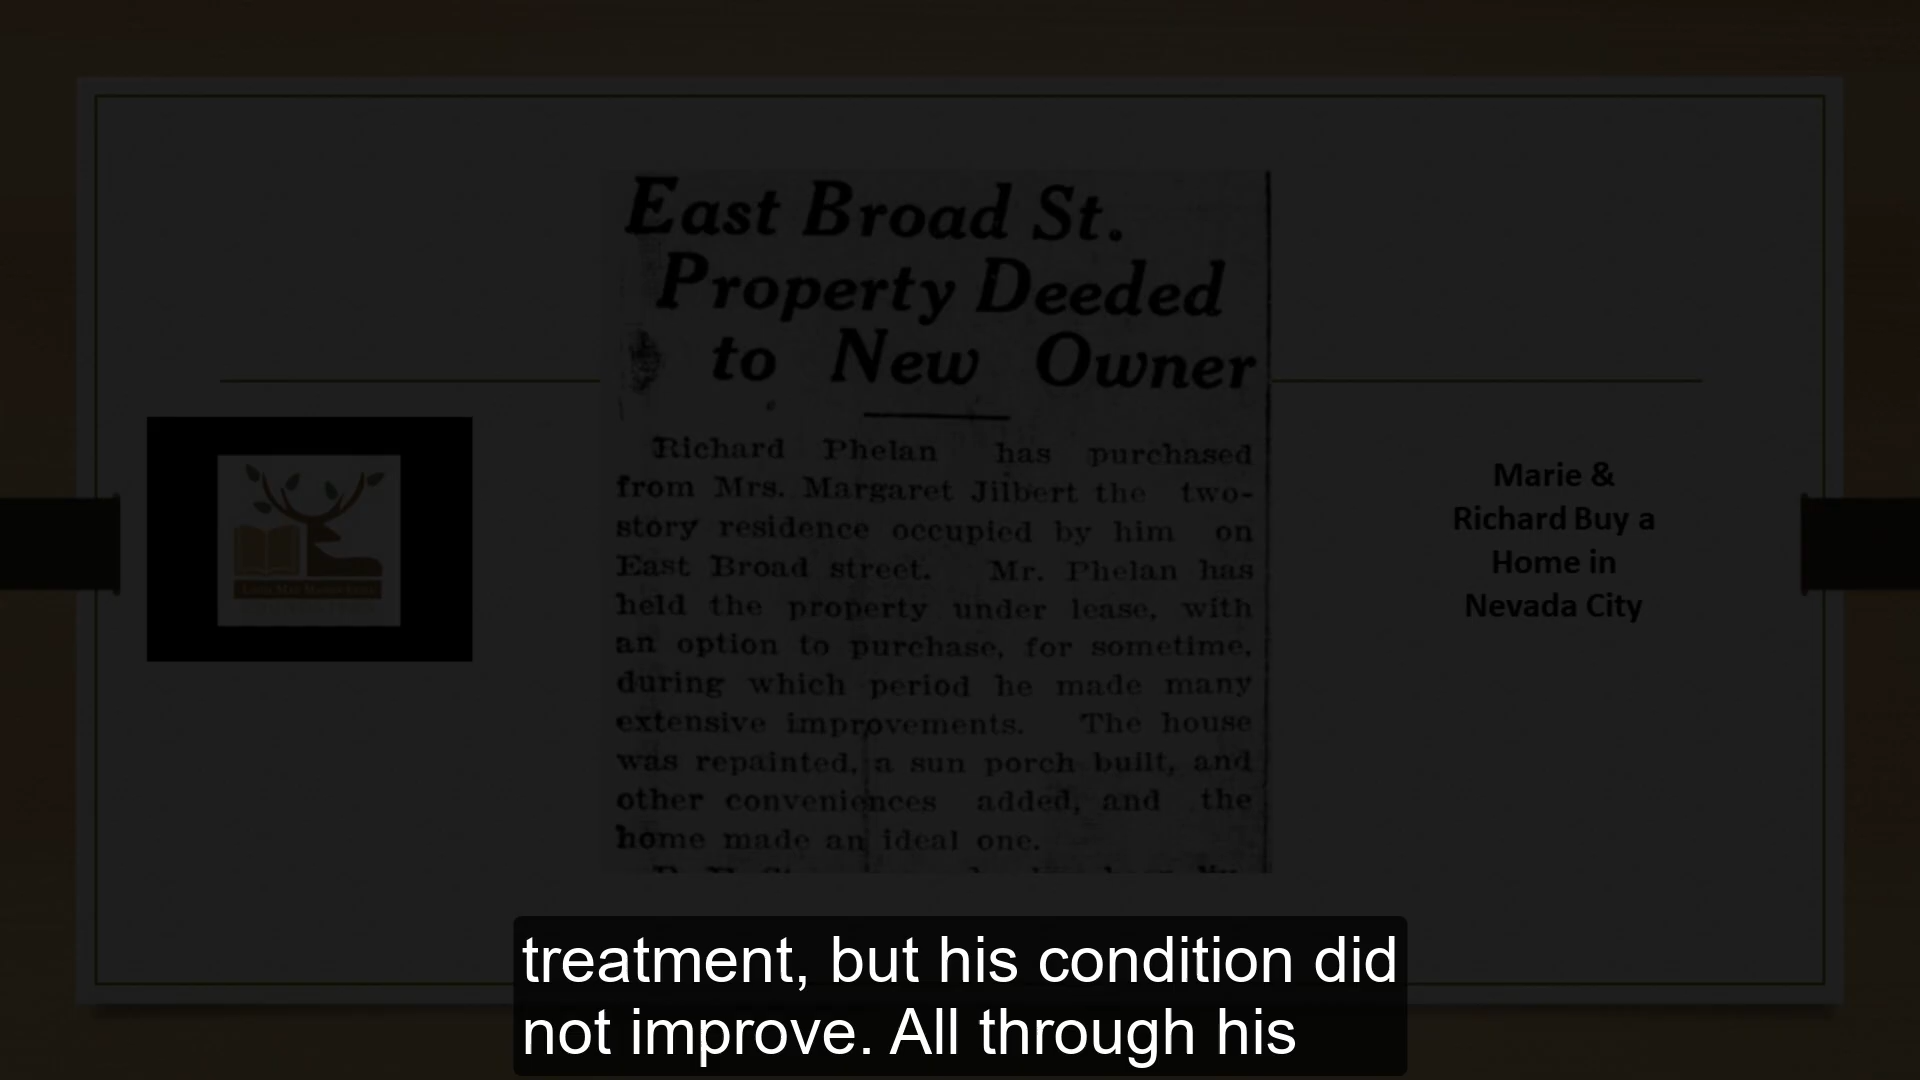 East Broad St.
Property Deeded
to New Owner
Richard Phelan has purchased
from Mrs. Margaret Jilbert the two-
story residence occupied by him on
East Broad street. Mr. Phelan has
held the property under lease, with
an option to purchase, for sometime,
during which period he made many
extensive improvements. The house
was repainted, a sun porch built, and
other conveniences added, and the
home made an ideal one.
Marie &
Richard Buy a
Home in
Nevada City
treatment, but his condition did
not improve. All through his